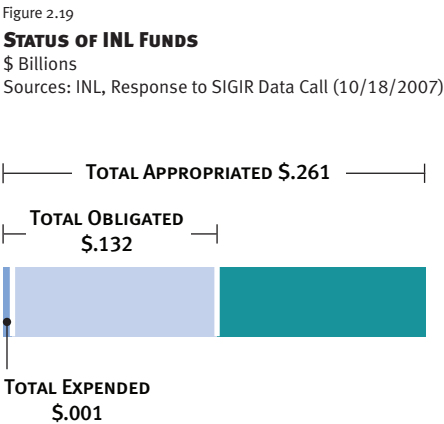 Figure 2.19
Status of INL Funds
$ Billions
Sources: INL, Response to SIGIR Data Call (10/18/2007)
Total Appropriated $.261
Total Obligated
$.132
Total Expended
$.001